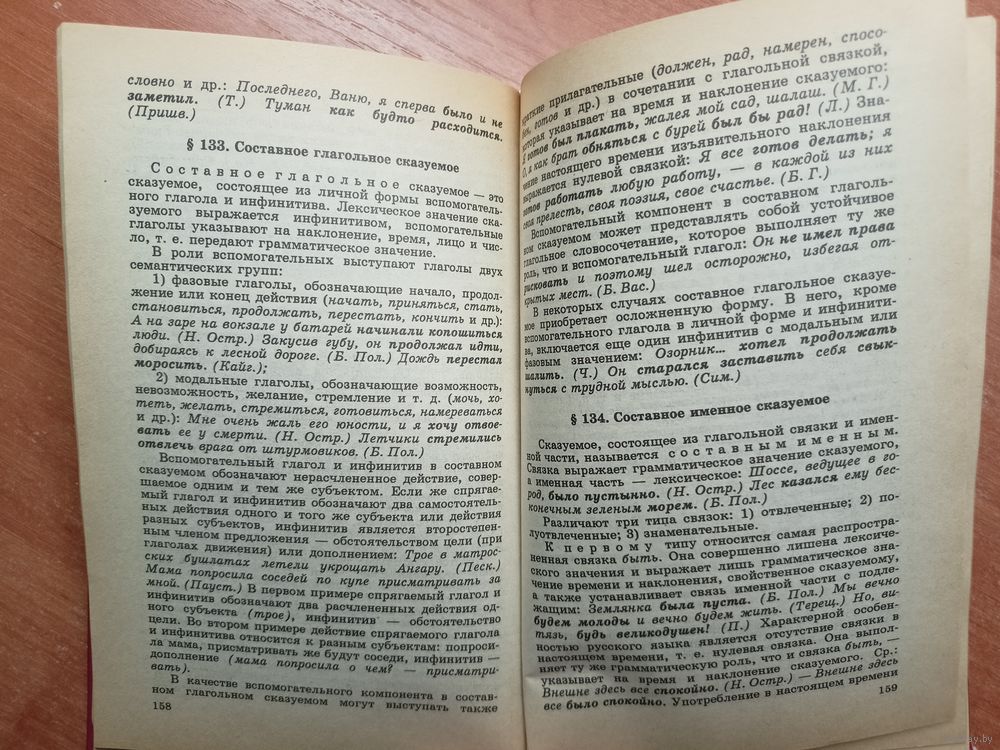 словно и др.: Последнего, Ваню, я сперва было и не
заметил. (Т.) Туман как будто расходится.
(Пришв.)
§ 133. Составное глагольное сказуемое
Составное глагольное сказуемое — это
сказуемое, состоящее из личной формы вспомогатель-
ного глагола и инфинитива. Лексическое значение ска-
зуемого выражается инфинитивом, вспомогательные
глаголы указывают на наклонение, время, лицо и чис-
ло, т. е. передают грамматическое значение.
В роли вспомогательных выступают глаголы двух
семантических групп:
1) фазовые глаголы, обозначающие начало, продол-
жение или конец действия (начать, приняться, стать,
становиться, продолжать, перестать, кончить и др.):
А на заре на вокзале у батарей начинали копошиться
люди. (Н. Остр.) Закусив губу, он продолжал идти,
добираясь к лесной дороге. (Б. Пол.) Дождь перестал
моросить. (Кайг.);
2) модальные глаголы, обозначающие возможность,
невозможность, желание, стремление и т. д. (мочь, хо-
теть, желать, стремиться, готовиться, намереваться
и др.): Мне очень жаль его юности, и я хочу отвое-
вать ее у смерти. (Н. Остр.) Летчики стремились
отвлечь врага от штурмовиков. (Б. Пол.)
Вспомогательный глагол и инфинитив в составном
сказуемом обозначают нерасчлененное действие, совер-
шаемое одним и тем же субъектом. Если же спрягае-
мый глагол и инфинитив обозначают два самостоятель-
ных действия одного и того же субъекта или действия
разных субъектов, инфинитив является второстепен-
ным членом предложения — обстоятельством цели (при
глаголах движения) или дополнением: Трое в матрос-
ских бушлатах летели укрощать Ангару. (Песк.)
Мама попросила соседей по купе присматривать за
мной. (Пауст.) В первом примере спрягаемый глагол и
инфинитив обозначают два расчлененных действия од-
ного субъекта (трое), инфинитив — обстоятельство
цели. Во втором примере действие спрягаемого глагола
и инфинитива относится к разным субъектам: попроси-
ла мама, присматривать же будут соседи, инфинитив —
дополнение (мама попросила о чем? — присматри-
вать).
В качестве вспомогательного компонента в состав-
ном глагольном сказуемом могут выступать также
158
краткие прилагательные (должен, рад, намерен, спосо-
бен, готов и др.) в сочетании с глагольной связкой,
которая указывает на время и наклонение сказуемого:
Я готов был плакать, жалея мой сад, шалаш. (М. Г.)
О, я как брат обняться с бурей был бы рад! (Л.) Зна-
чение настоящего времени изъявительного наклонения
выражается нулевой связкой: Я все готов делать; я
готов работать любую работу, — в каждой из них
своя прелесть, своя поэзия, свое счастье. (Б. Г.)
Вспомогательный компонент в составном глаголь-
ном сказуемом может представлять собой устойчивое
глагольное словосочетание, которое выполняет ту же
роль, что и вспомогательный глагол: Он не имел права
рисковать и поэтому шел осторожно, избегая от-
крытых мест. (Б. Вас.)
В некоторых случаях составное глагольное сказуе-
мое приобретает осложненную форму. В него, кроме
вспомогательного глагола в личной форме и инфинити-
ва, включается еще один инфинитив с модальным или
фазовым значением: Озорник... хотел продолжать
шалить. (Ч.) Он старался заставить себя свык-
нуться с трудной мыслью. (Сим.)
§ 134. Составное именное сказуемое
Сказуемое, состоящее из глагольной связки и имен-
ной части, называется составным именным.
Связка выражает грамматическое значение сказуемого,
а именная часть — лексическое: Шоссе, ведущее в го-
род, было пустынно. (Н. Остр.) Лес казался ему бес-
конечным зеленым морем. (Б. Пол.)
Различают три типа связок: 1) отвлеченные; 2) по-
луотвлеченные; 3) знаменательные.
К первому типу относится самая распростра-
ненная связка быть. Она совершенно лишена лексиче-
ского значения и выражает лишь грамматическое зна-
чение времени и наклонения, свойственное сказуемому,
а также устанавливает связь именной части с подле-
жащим: Землянка была пуста. (Б. Пол.) Мы вечно
будем молоды и вечно будем жить. (Терещ.) Но, ви-
тязь, будь великодушен! (П.) Характерной особен-
ностью русского языка является отсутствие связки в
настоящем времени, т. е. нулевая связка. Она выпол-
няет ту же грамматическую роль, что и связка быть, —
указывает на время и наклонение сказуемого. Ср.:
Внешне здесь все спокойно. (Н. Остр.) — Внешне здесь
все было спокойно. Употребление в настоящем времени
159